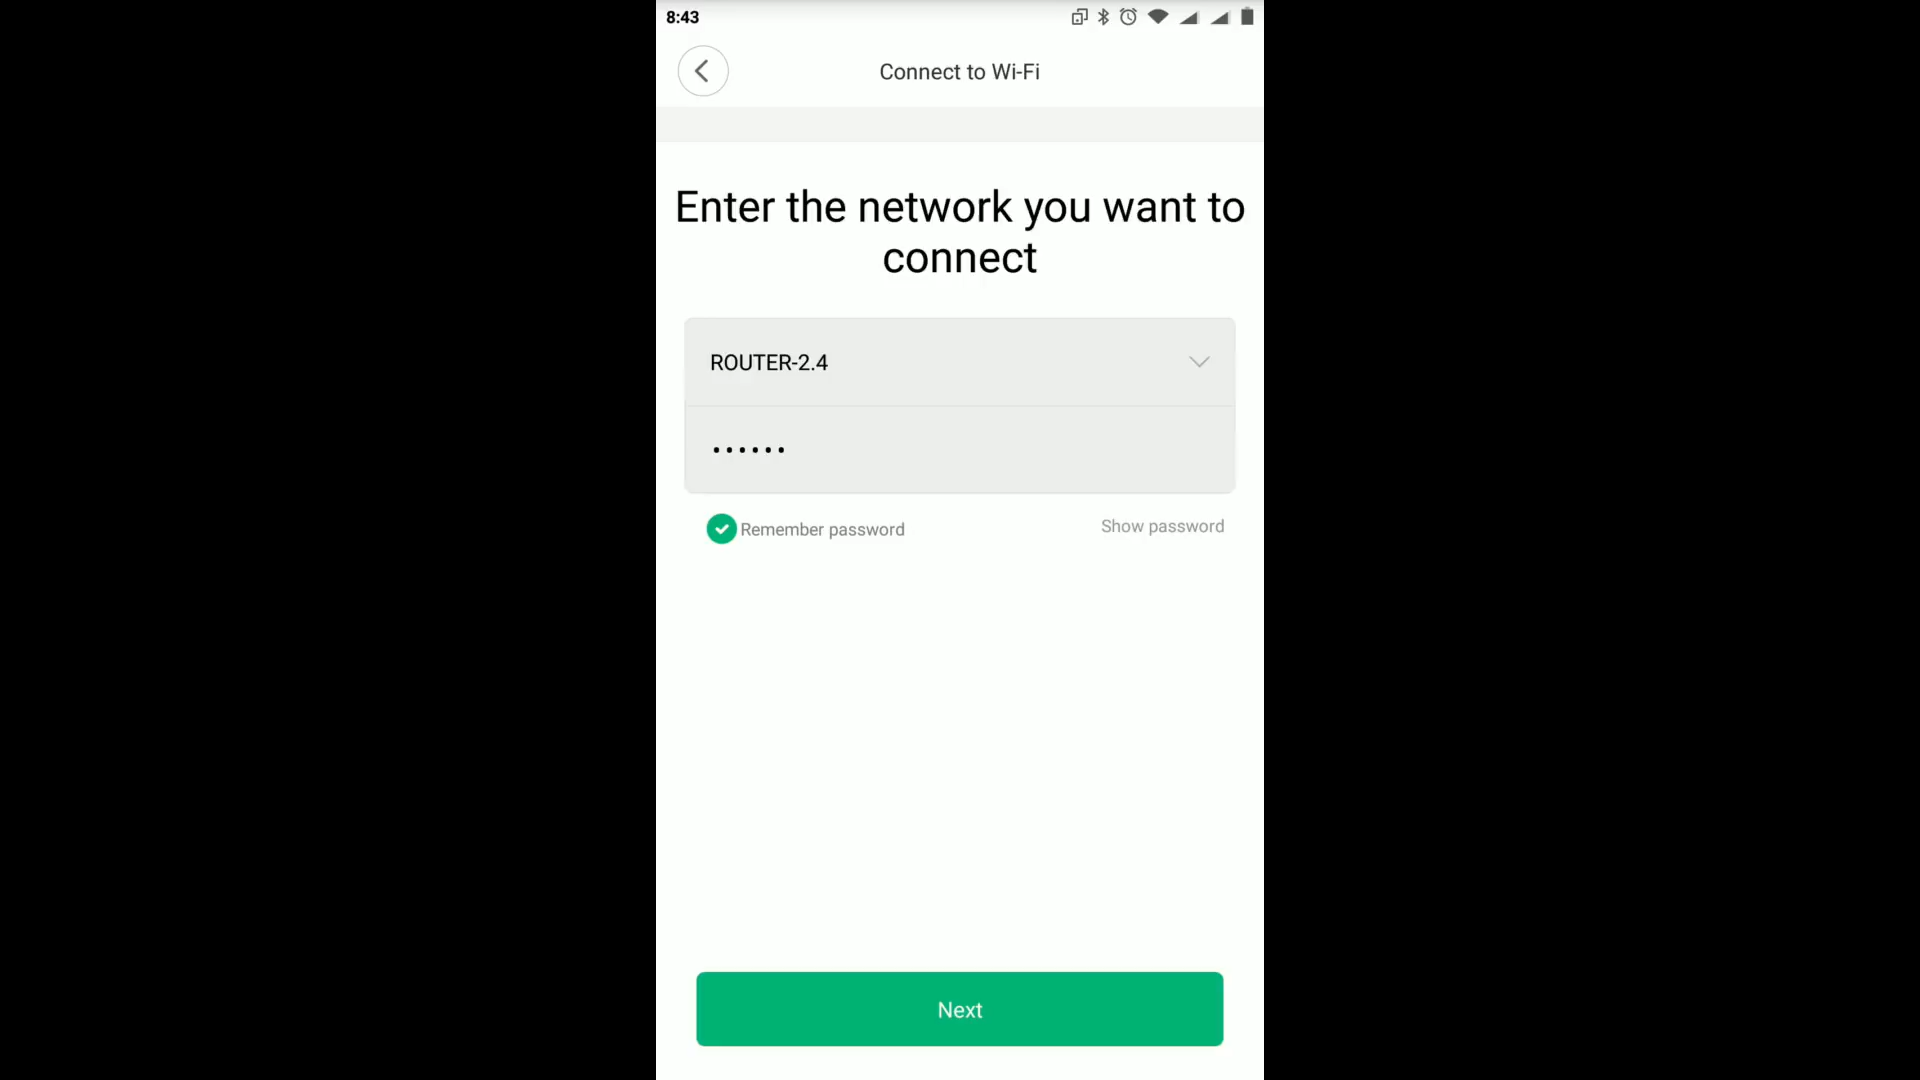 8:43
Connect to Wi-Fi
Enter the network you want to
connect
ROUTER-2.4
••••••
Remember password
Show password
Next